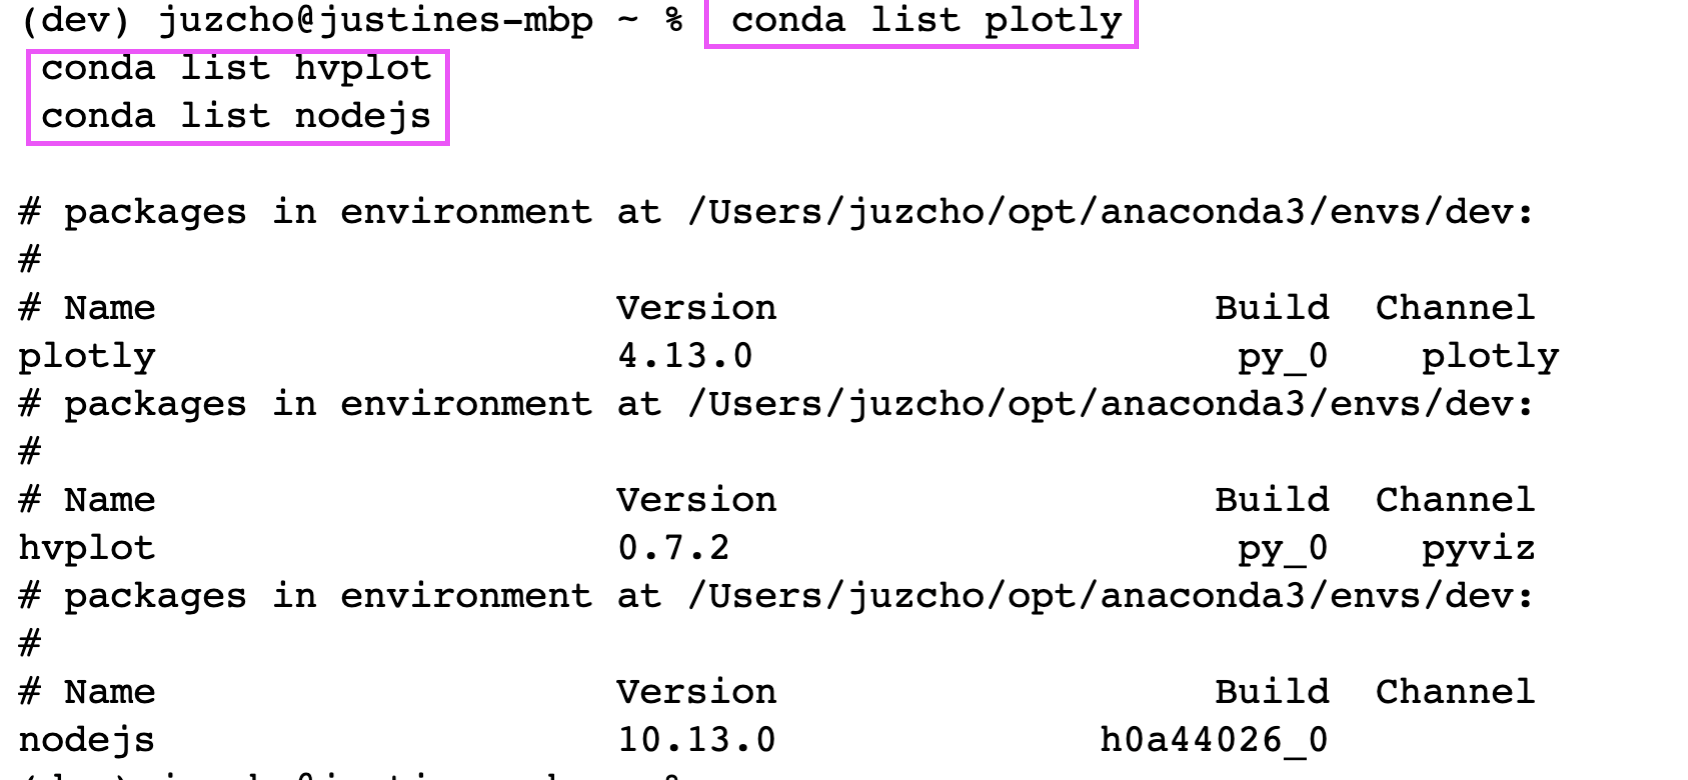 (dev) juzcho@justines-mbp ~ % conda list plotly
conda list hvplot
conda list nodejs
# packages in environment at /Users/juzcho/opt/anaconda3/envs/dev:
#
# Name Version Build Channel
plotly 4.13.0 py_0 plotly
# packages in environment at /Users/juzcho/opt/anaconda3/envs/dev:
#
# Name Version Build Channel
hvplot 0.7.2 py_0 pyviz
# packages in environment at /Users/juzcho/opt/anaconda3/envs/dev:
#
# Name Version Build Channel
nodejs 10.13.0 h0a44026_0